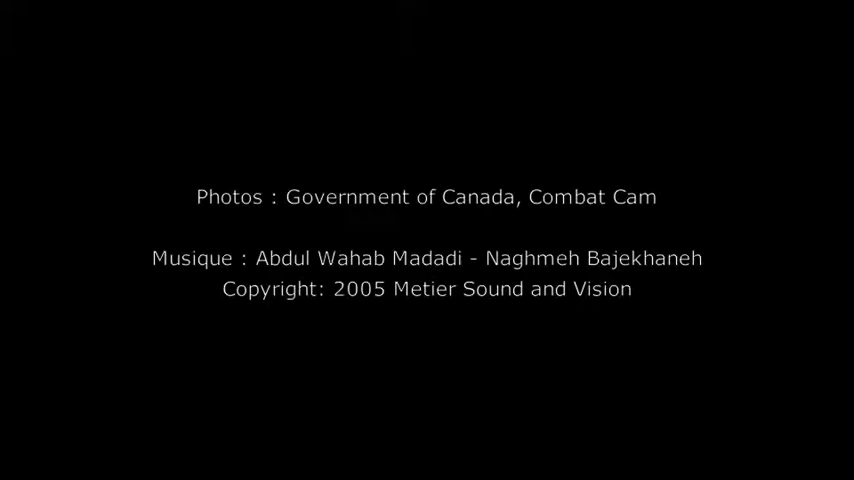 Photos : Government of Canada, Combat Cam
Musique : Abdul Wahab Madadi - Naghmeh Bajekhaneh
Copyright: 2005 Metier Sound and Vision